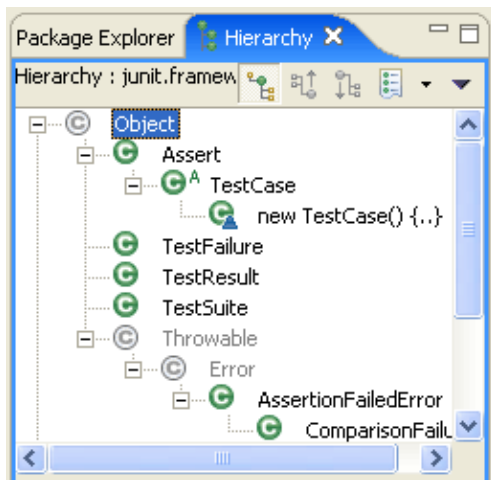 Package Explorer Hierarchy
Hierarchy : junit.framew
Object
Assert
A TestCase
new TestCase() {..}
TestFailure
TestResult
TestSuite
Throwable
Error
AssertionFailedError
ComparisonFailu